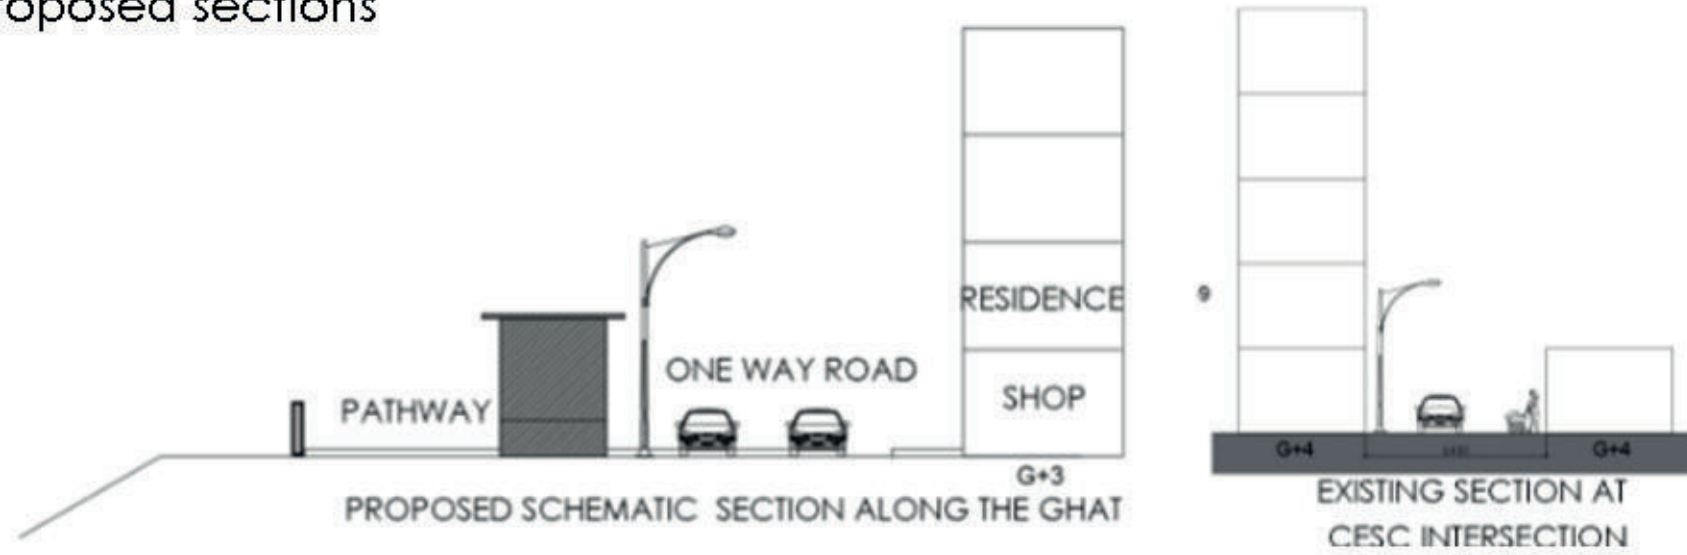 roposed sections
RESIDENCE
ONE WAY ROAD
SHOP
PATHWAY
G+3
PROPOSED SCHEMATIC SECTION ALONG THE GHAT
9
G+4
G+4
EXISTING SECTION AT
CESC INTERSECTION